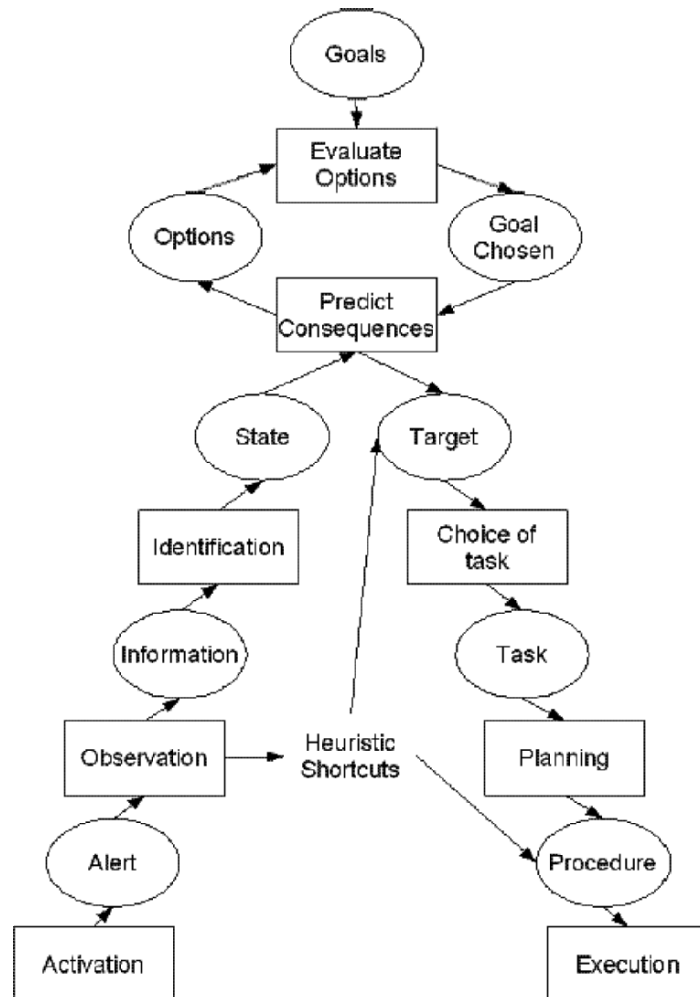 Goals
Evaluate
Options
Options
Goal
Chosen
Predict
Consequences
State
Target
Identification
Choice of
task
Information
Task
Observation
Heuristic
Shortcuts
Planning
Alert
Procedure
Activation
Execution